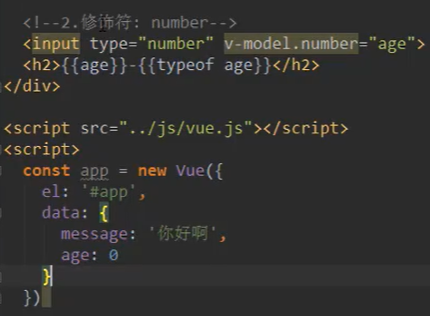 <!--2.修饰符: number-->
<input type="number" v-model.number="age">
<h2>{{age}}-{{typeof age}}</h2>
</div>
<script src="../js/vue.js"></script>
<script>
const app = new Vue({
el: '#app',
data: {
message: '你好啊',
age: 0
}
})